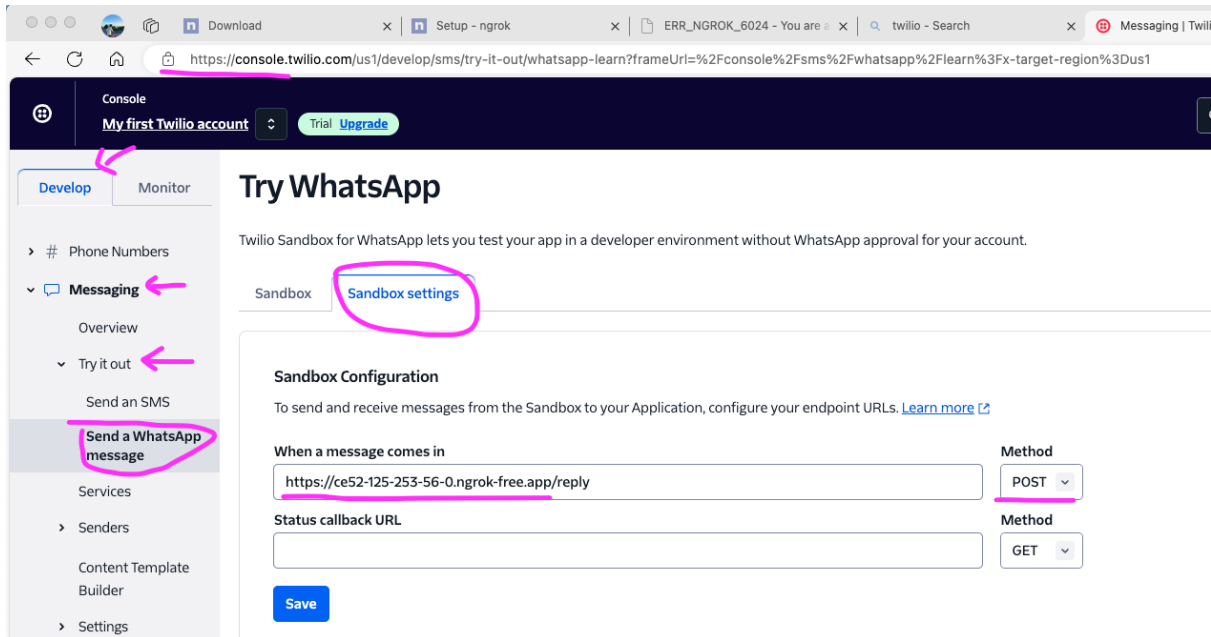 Download
Setup - ngrok
ERR_NGROK_6024 - You are a
twilio - Search
Messaging | Twili
https://console.twilio.com/us1/develop/sms/try-it-out/whatsapp-learn?frameUrl=%2Fconsole%2Fsms%2Fwhatsapp%2Flearn%3Fx-target-region%3Dus1
Console
My first Twilio account
Trial Upgrade
Develop
Monitor
Phone Numbers
Messaging
Overview
Try it out
Send an SMS
Send a WhatsApp
message
Services
Senders
Content Template
Builder
Settings
Try WhatsApp
Twilio Sandbox for WhatsApp lets you test your app in a developer environment without WhatsApp approval for your account.
Sandbox
Sandbox settings
Sandbox Configuration
To send and receive messages from the Sandbox to your Application, configure your endpoint URLs. Learn more
When a message comes in
Method
https://ce52-125-253-56-0.ngrok-free.app/reply
POST
Status callback URL
Method
GET
Save